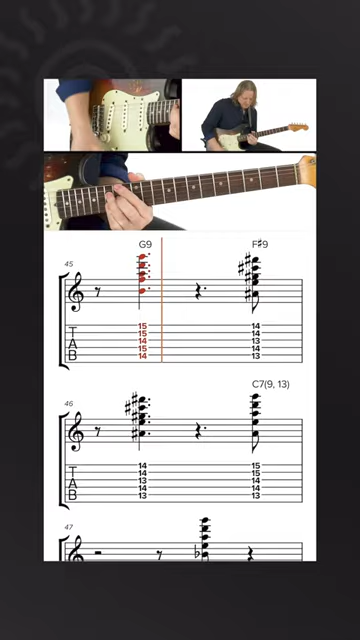 G9 F♯9
45
T 15 14
A 15 14
B 14 13
15 14
14 13
C7(9, 13)
46
T 14 15
A 14 15
B 13 14
14 14
13 13
47